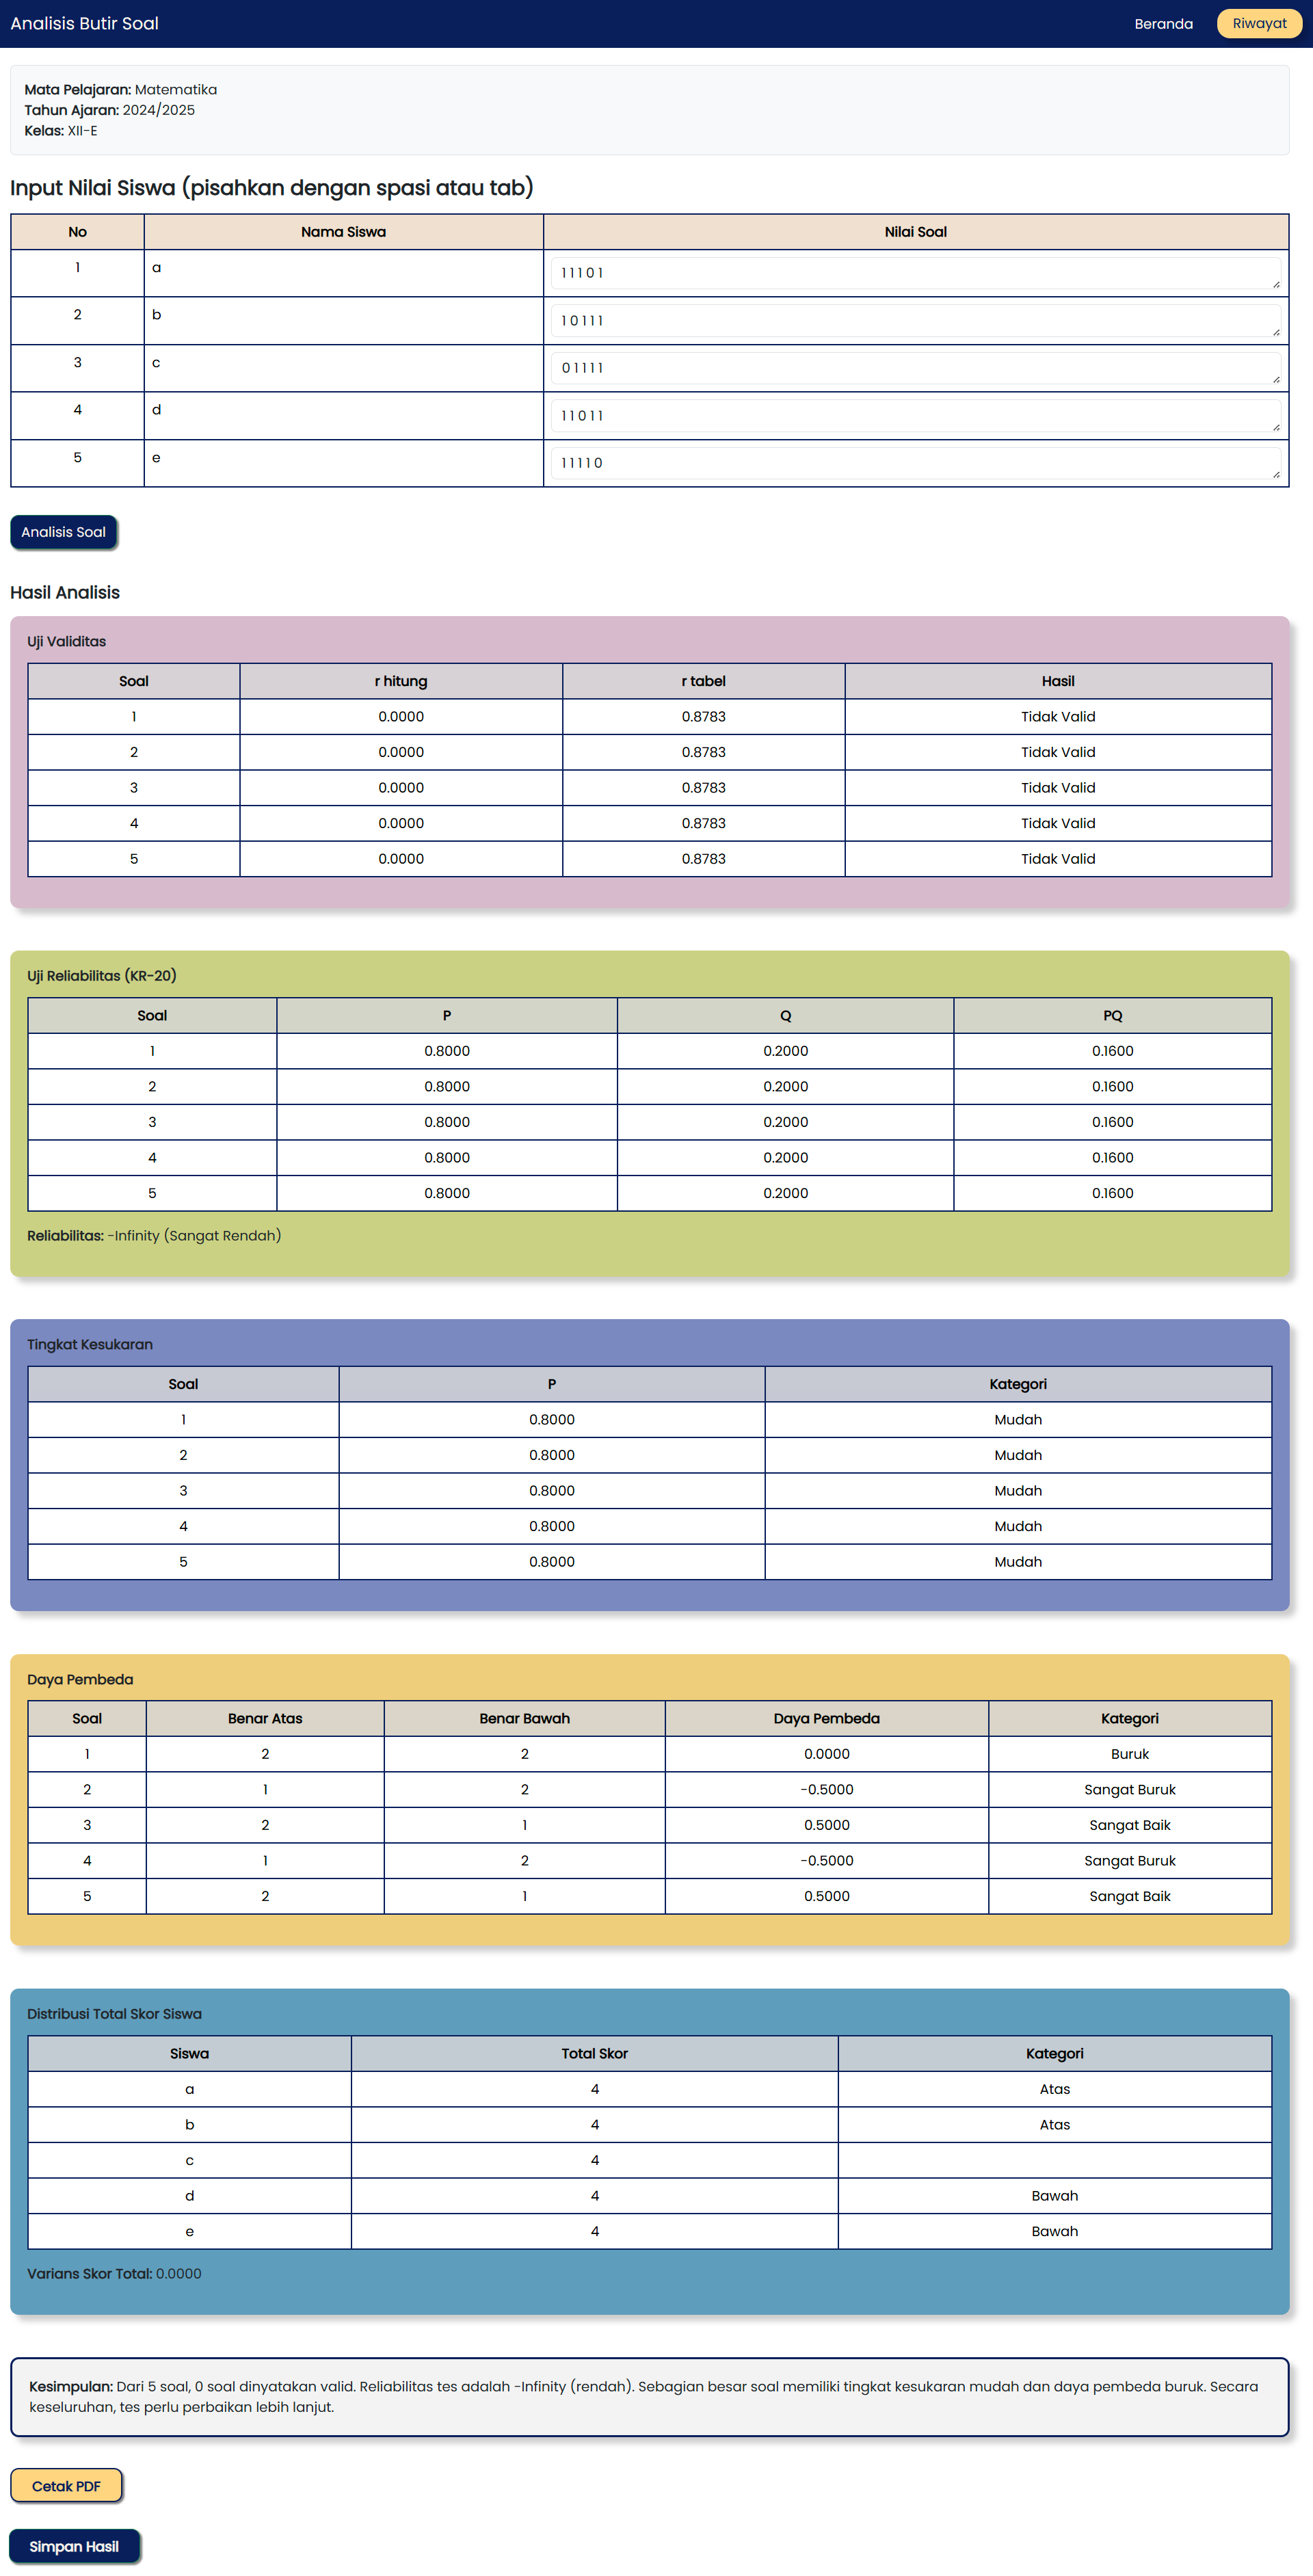 Analisis Butir Soal Beranda Riwayat
Mata Pelajaran: Matematika
Tahun Ajaran: 2024/2025
Kelas: XII-E
Input Nilai Siswa (pisahkan dengan spasi atau tab)
No Nama Siswa Nilai Soal
1 a 1 1 1 0 1
2 b 1 0 1 1 1
3 c 0 1 1 1 1
4 d 1 1 0 1 1
5 e 1 1 1 1 0
Analisis Soal
Hasil Analisis
Uji Validitas
Soal r hitung r tabel Hasil
1 0.0000 0.8783 Tidak Valid
2 0.0000 0.8783 Tidak Valid
3 0.0000 0.8783 Tidak Valid
4 0.0000 0.8783 Tidak Valid
5 0.0000 0.8783 Tidak Valid
Uji Reliabilitas (KR-20)
Soal P Q PQ
1 0.8000 0.2000 0.1600
2 0.8000 0.2000 0.1600
3 0.8000 0.2000 0.1600
4 0.8000 0.2000 0.1600
5 0.8000 0.2000 0.1600
Reliabilitas: -Infinity (Sangat Rendah)
Tingkat Kesukaran
Soal P Kategori
1 0.8000 Mudah
2 0.8000 Mudah
3 0.8000 Mudah
4 0.8000 Mudah
5 0.8000 Mudah
Daya Pembeda
Soal Benar Atas Benar Bawah Daya Pembeda Kategori
1 2 2 0.0000 Buruk
2 1 2 -0.5000 Sangat Buruk
3 2 1 0.5000 Sangat Baik
4 1 2 -0.5000 Sangat Buruk
5 2 1 0.5000 Sangat Baik
Distribusi Total Skor Siswa
Siswa Total Skor Kategori
a 4 Atas
b 4 Atas
c 4
d 4 Bawah
e 4 Bawah
Varians Skor Total: 0.0000
Kesimpulan: Dari 5 soal, 0 soal dinyatakan valid. Reliabilitas tes adalah -Infinity (rendah). Sebagian besar soal memiliki tingkat kesukaran mudah dan daya pembeda buruk. Secara
keseluruhan, tes perlu perbaikan lebih lanjut.
Cetak PDF
Simpan Hasil